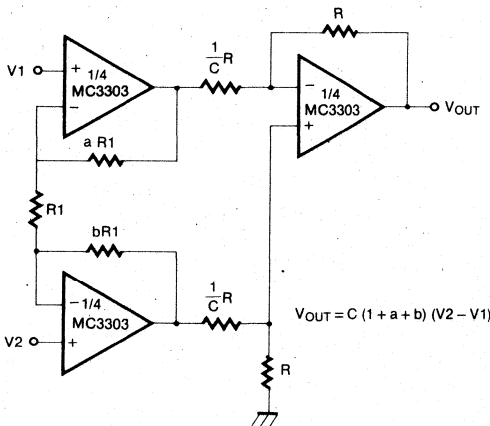 R
1/C R
V1
+
1/4
MC3303
−
−
1/4
MC3303
+
VOUT
a R1
R1
bR1
−
1/4
MC3303
+
V2
1/C R
VOUT = C (1 + a + b) (V2 − V1)
R